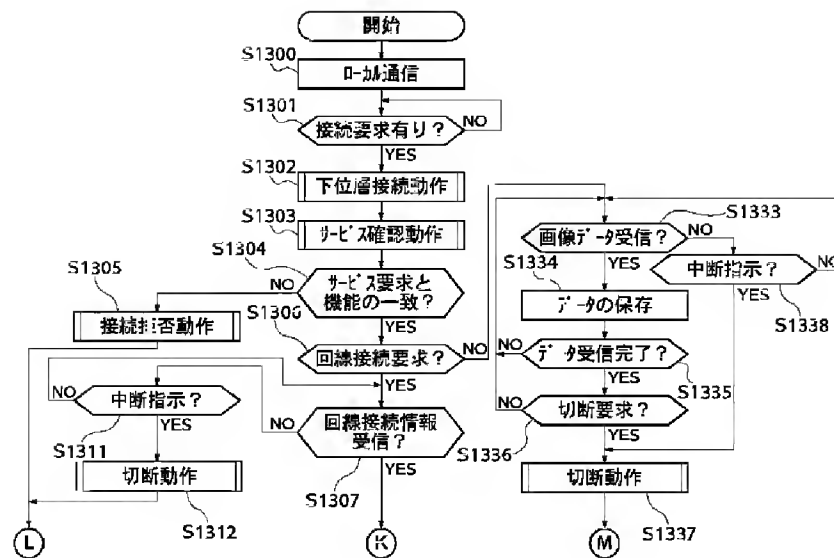 開始
S1300
ローカル通信
S1301
接続要求有り？
NO
YES
S1302
下位層接続動作
S1303
サービス確認動作
S1304
サービス要求と
機能の一致？
NO
YES
S1305
接続拒否動作
S1306
回線接続要求？
NO
YES
中断指示？
NO
YES
S1311
回線接続情報
受信？
NO
YES
S1307
切断動作
S1312
L
K
S1333
画像データ受信？
NO
YES
中断指示？
NO
YES
S1338
S1334
データの保存
データ受信完了？
NO
YES
S1335
切断要求？
NO
YES
S1336
切断動作
S1337
M